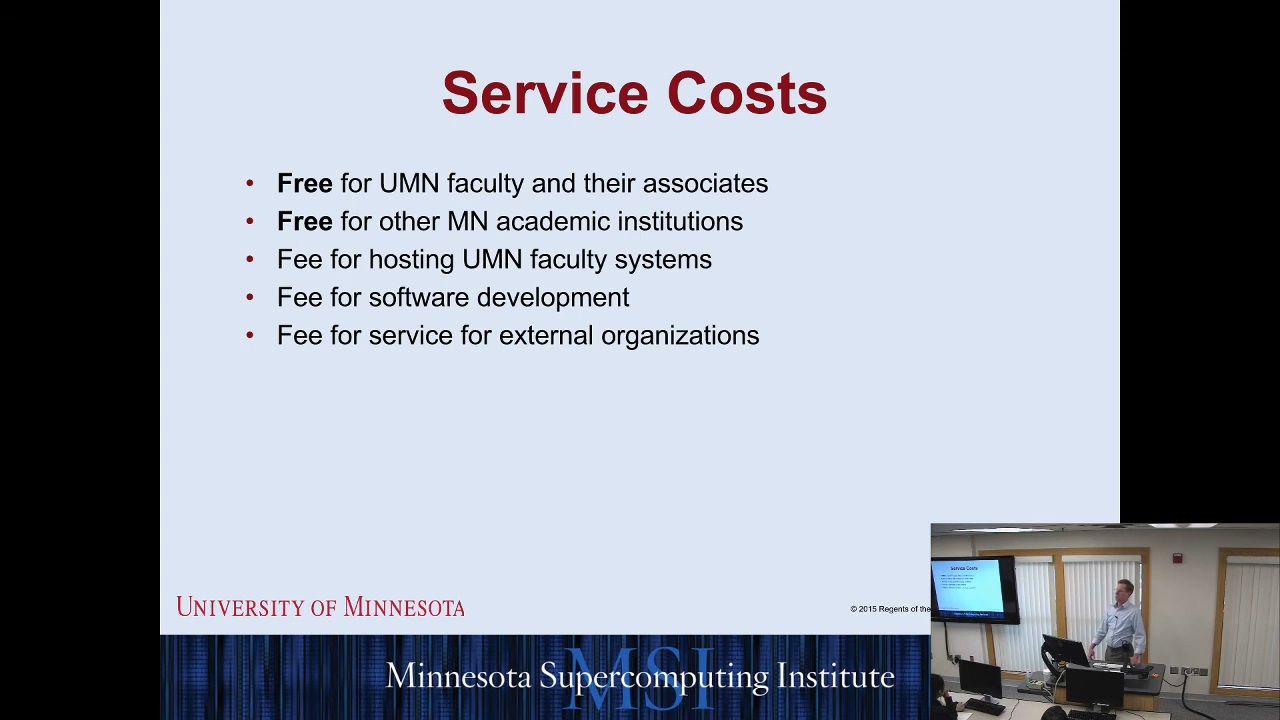 Service Costs
• Free for UMN faculty and their associates
• Free for other MN academic institutions
• Fee for hosting UMN faculty systems
• Fee for software development
• Fee for service for external organizations
UNIVERSITY OF MINNESOTA
© 2015 Regents of the
MSI
Minnesota Supercomputing Institute
Service Costs